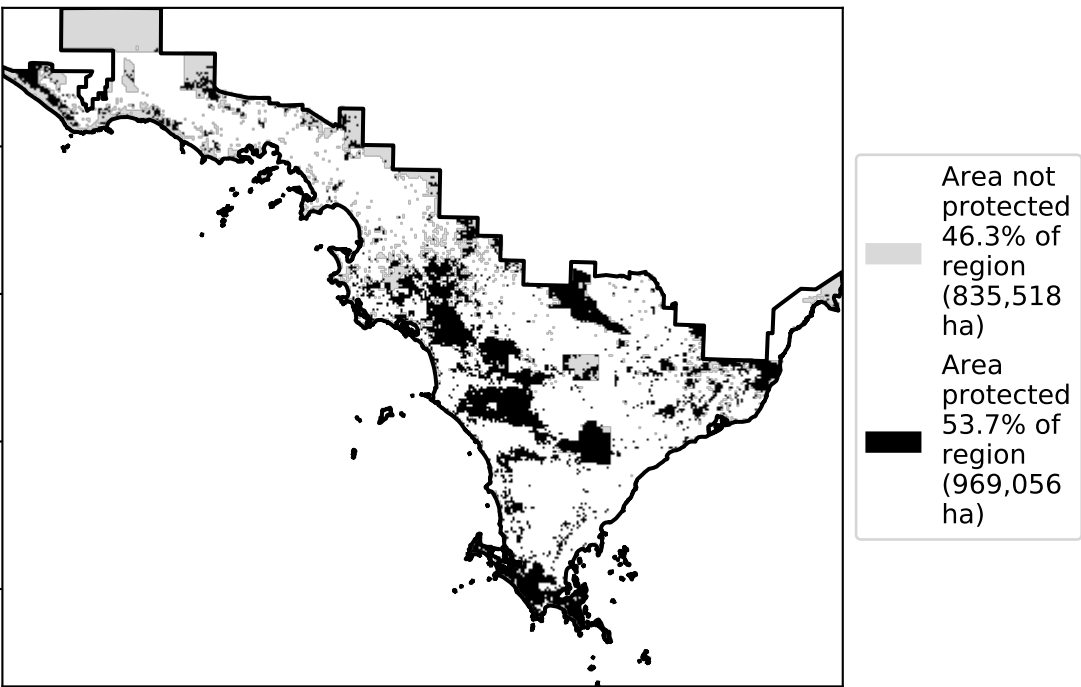 Area not
protected
46.3% of
region
(835,518
ha)
Area
protected
53.7% of
region
(969,056
ha)